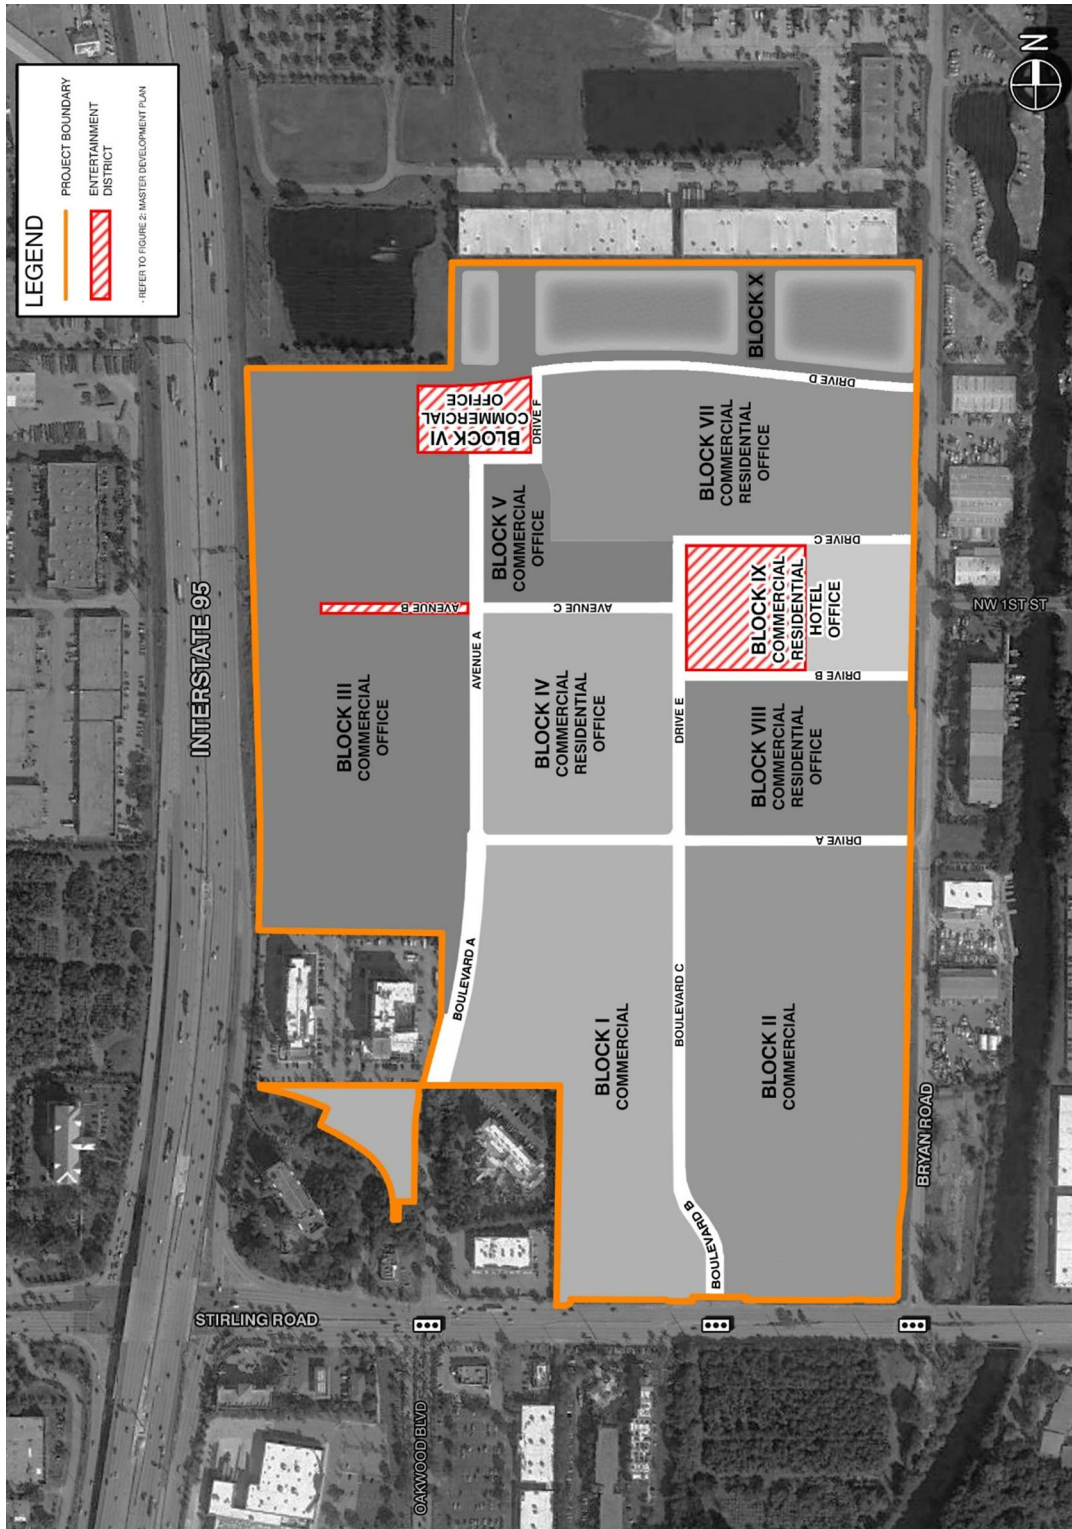 LEGEND
PROJECT BOUNDARY
ENTERTAINMENT
DISTRICT
- REFER TO FIGURE 2: MASTER DEVELOPMENT PLAN
N
INTERSTATE 95
BLOCK III
COMMERCIAL
OFFICE
AVENUE B
BLOCK VI
COMMERCIAL
OFFICE
DRIVE F
BOULEVARD A
AVENUE A
BLOCK V
COMMERCIAL
OFFICE
BLOCK IV
COMMERCIAL
RESIDENTIAL
OFFICE
AVENUE C
BLOCK I
COMMERCIAL
BOULEVARD B
BOULEVARD C
DRIVE E
BLOCK VII
COMMERCIAL
RESIDENTIAL
OFFICE
BLOCK X
DRIVE D
BLOCK II
COMMERCIAL
DRIVE A
BLOCK VIII
COMMERCIAL
RESIDENTIAL
OFFICE
DRIVE B
BLOCK IX
COMMERCIAL
RESIDENTIAL
HOTEL
OFFICE
DRIVE C
STIRLING ROAD
OAKWOOD BLVD
BRYAN ROAD
NW 1ST ST